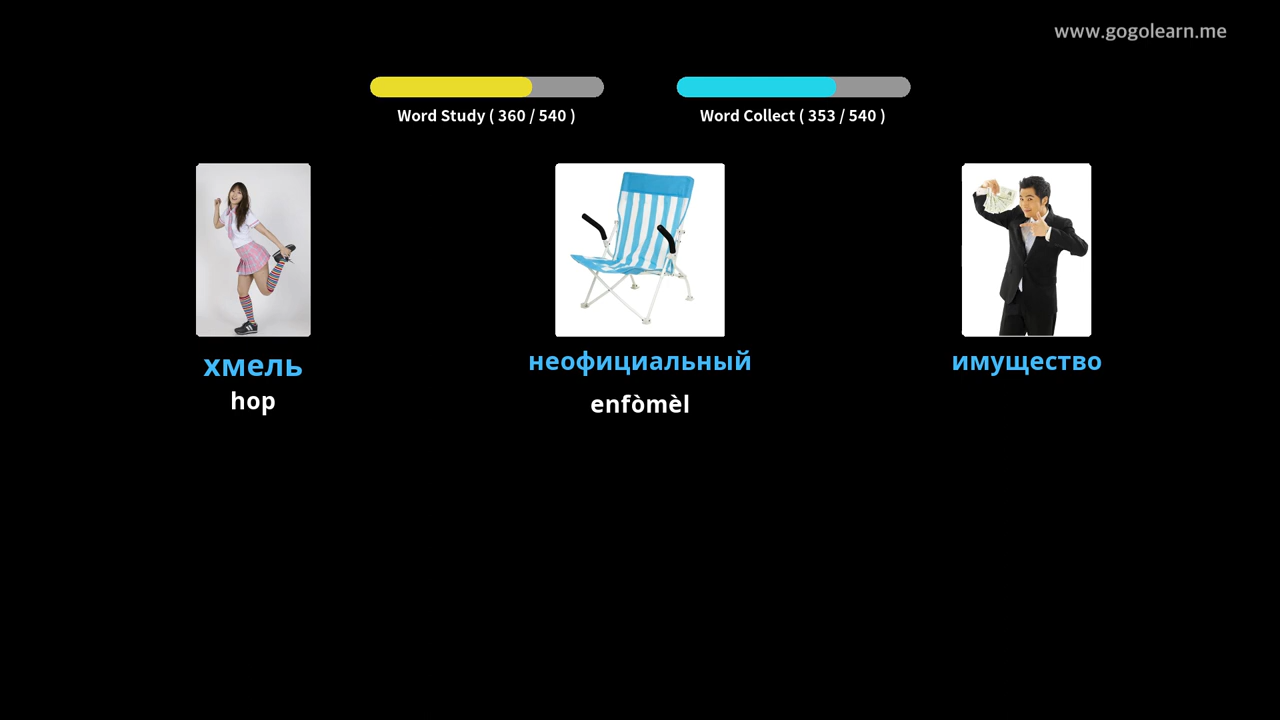 www.gogolearn.me
Word Study ( 360 / 540 )
Word Collect ( 353 / 540 )
хмель
hop
неофициальный
enfòmèl
имущество